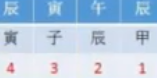 辰 寅 午 辰
寅 子 辰 甲
4 3 2 1